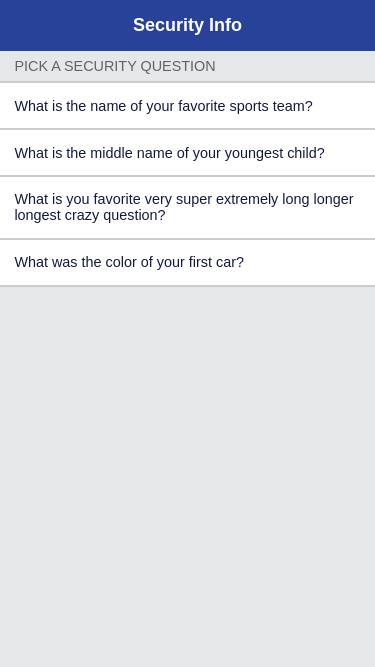 Security Info
PICK A SECURITY QUESTION
What is the name of your favorite sports team?
What is the middle name of your youngest child?
What is you favorite very super extremely long longer
longest crazy question?
What was the color of your first car?